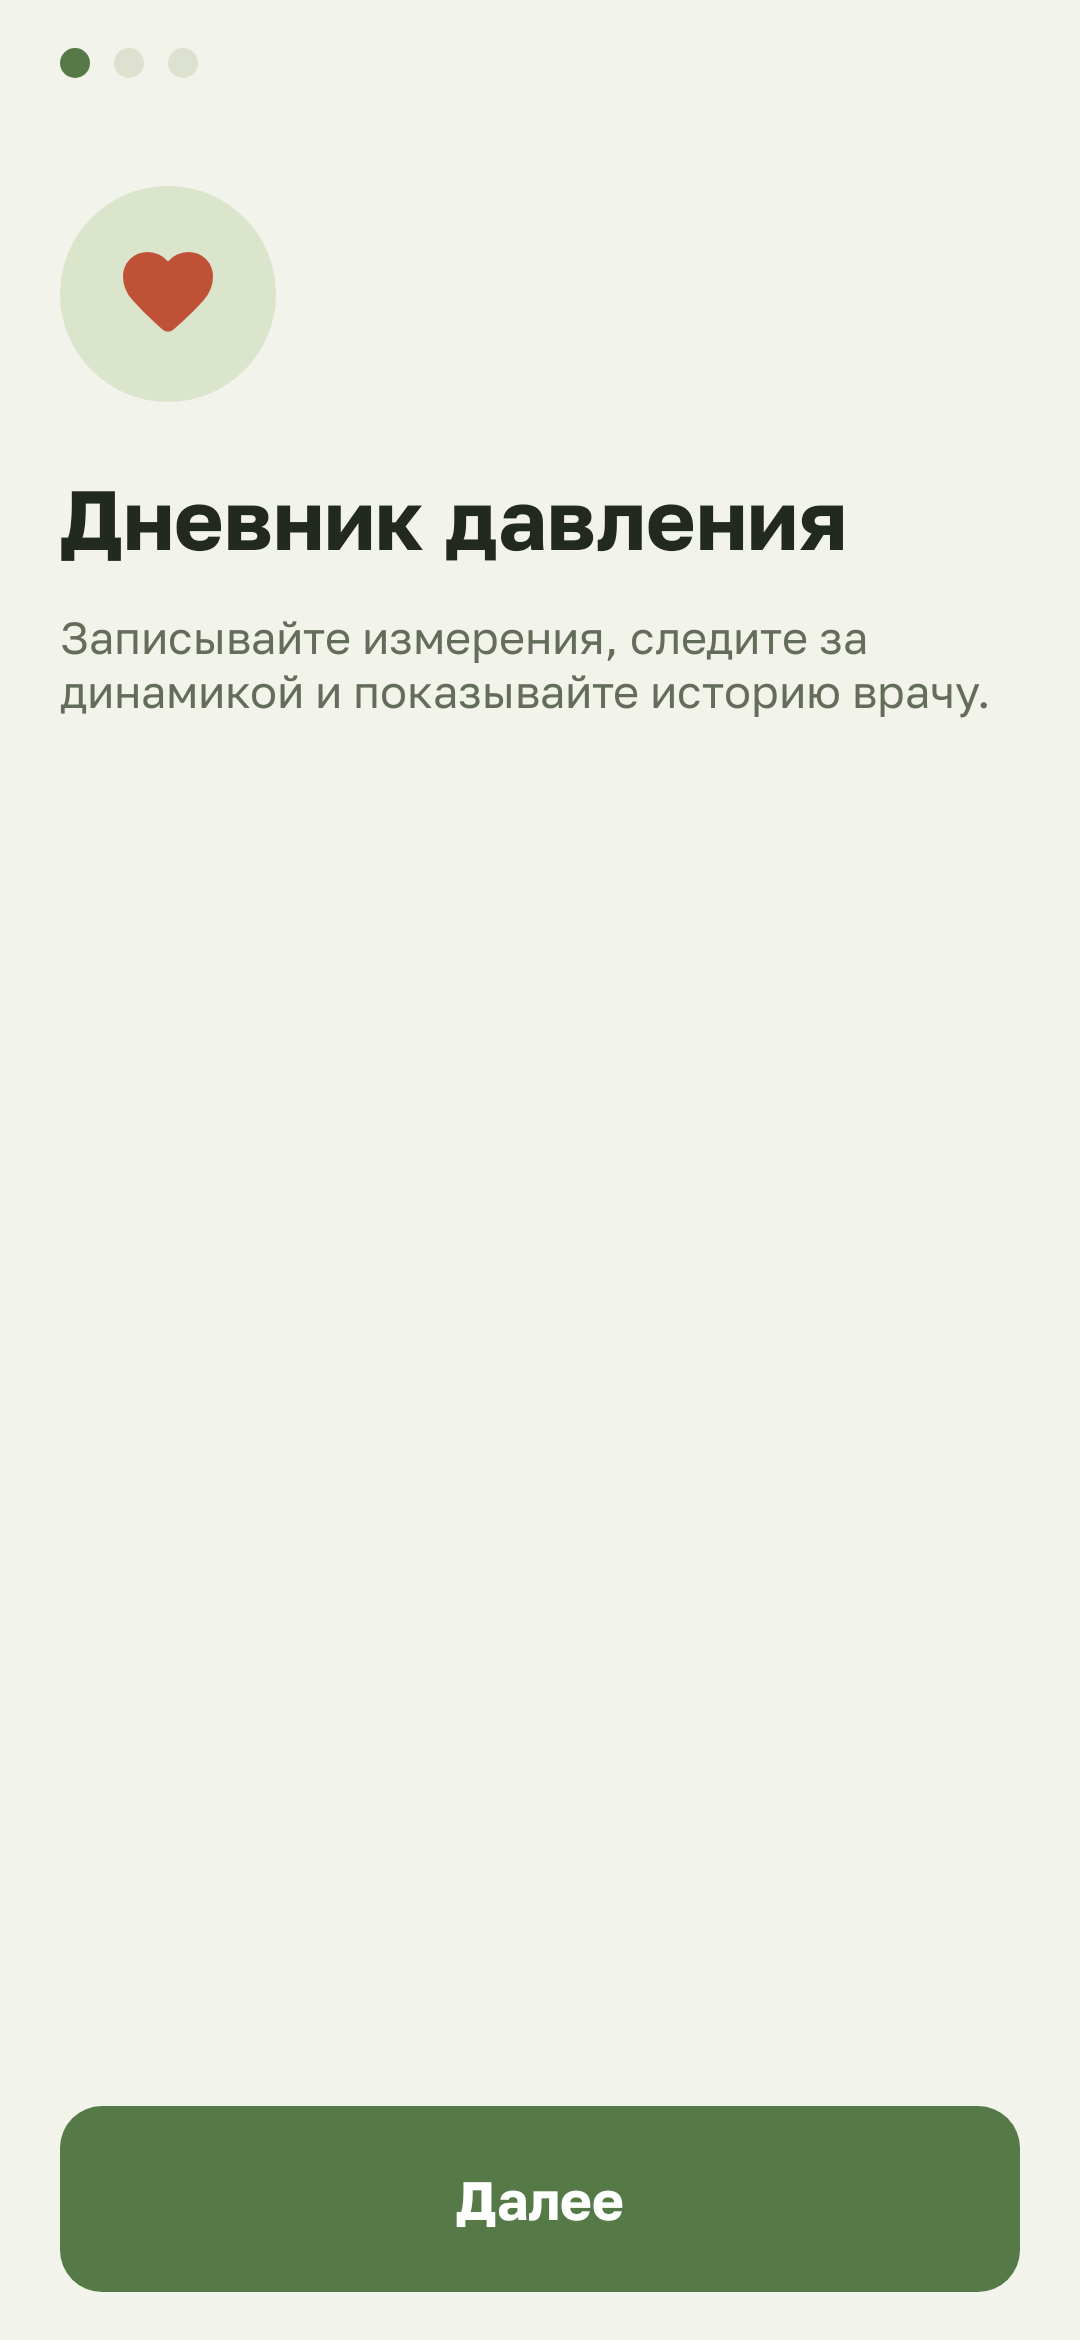 Дневник давления
Записывайте измерения, следите за
динамикой и показывайте историю врачу.
Далее